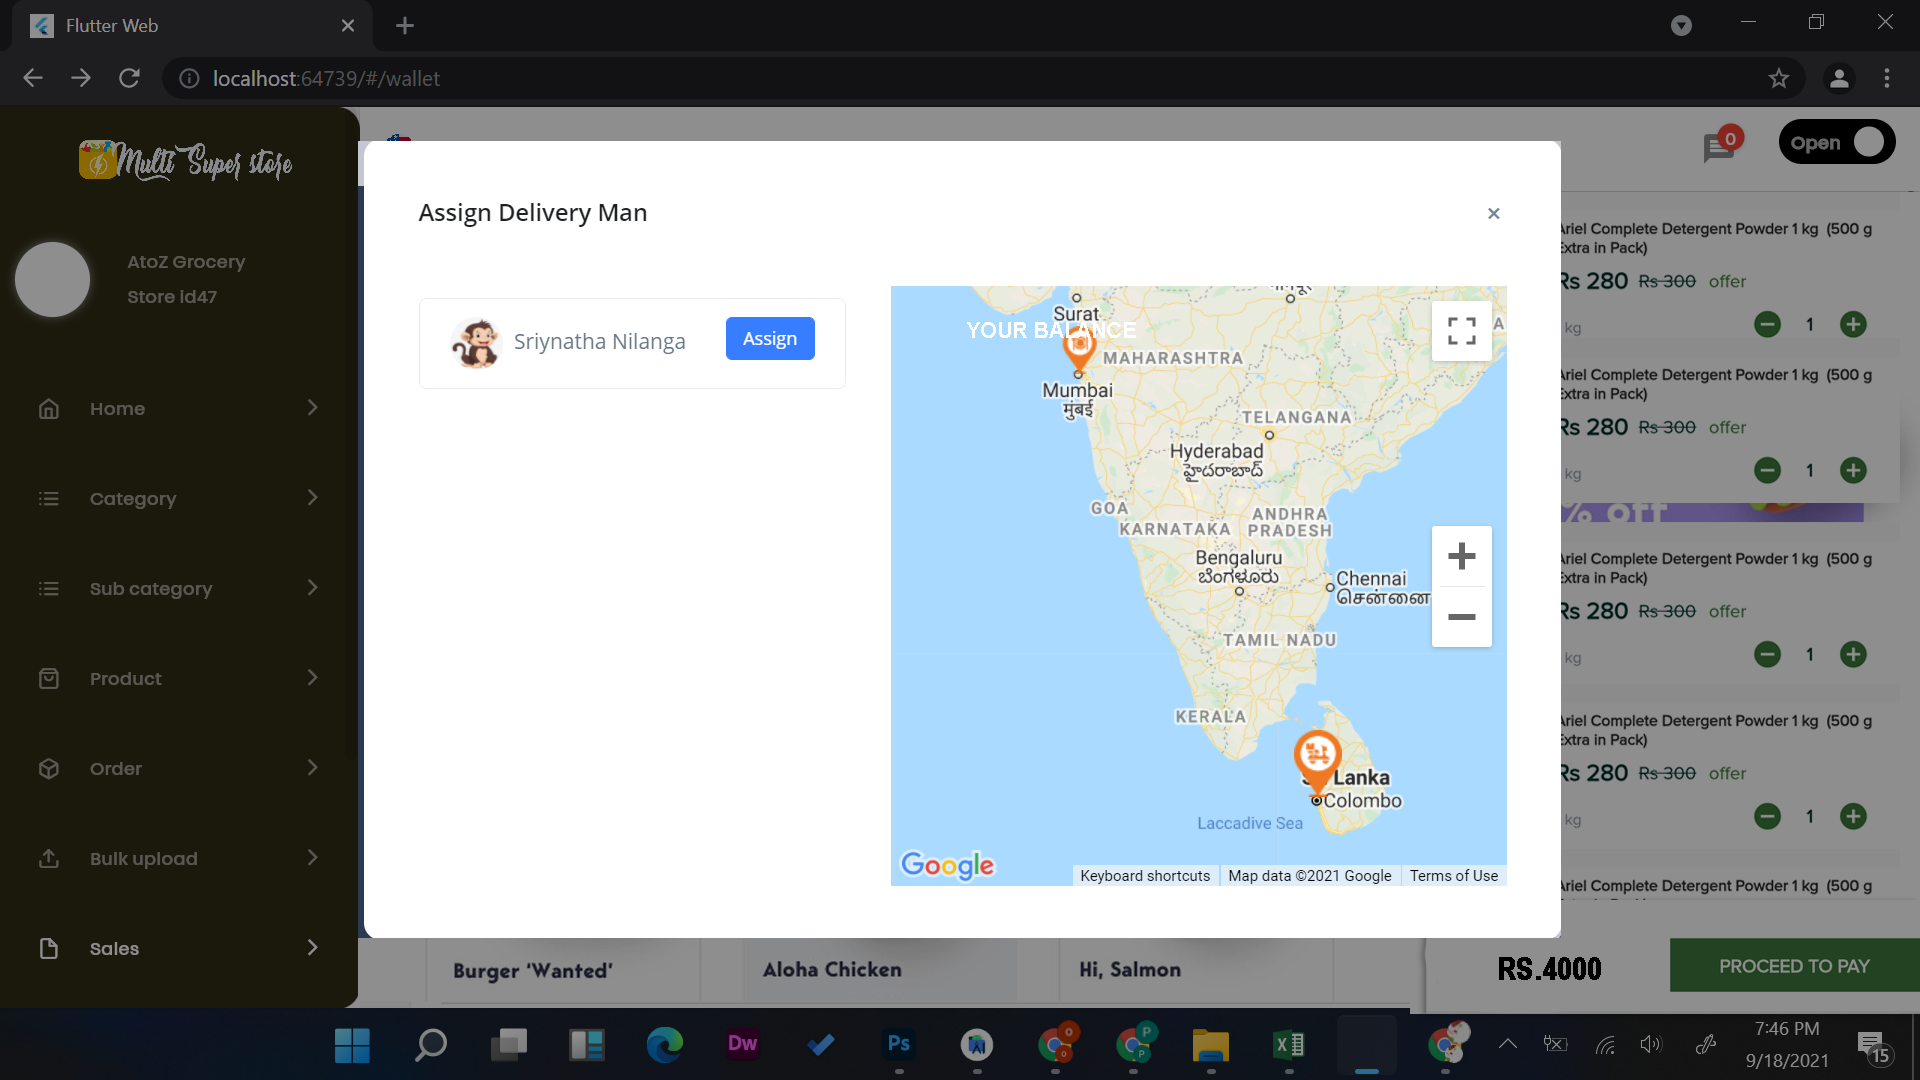 Flutter Web
localhost:64739/#/wallet
Multi Super store
AtoZ Grocery
Store id47
Home
Category
Sub category
Product
Order
Bulk upload
Sales
0
Open
Assign Delivery Man
Sriynatha Nilanga
Assign
Surat
YOUR BALANCE
MAHARASHTRA
Mumbai
मुंबई
TELANGANA
Hyderabad
హైదరాబాద్
GOA
KARNATAKA
ANDHRA
PRADESH
Bengaluru
ಬೆಂಗಳೂರು
Chennai
சென்னை
TAMIL NADU
KERALA
Lanka
Colombo
Laccadive Sea
Google
Keyboard shortcuts
Map data ©2021 Google
Terms of Use
Ariel Complete Detergent Powder 1 kg (500 g
Extra in Pack)
Rs 280 Rs 300 offer
kg
1
Ariel Complete Detergent Powder 1 kg (500 g
Extra in Pack)
Rs 280 Rs 300 offer
kg
1
% off
Ariel Complete Detergent Powder 1 kg (500 g
Extra in Pack)
Rs 280 Rs 300 offer
kg
1
Ariel Complete Detergent Powder 1 kg (500 g
Extra in Pack)
Rs 280 Rs 300 offer
kg
1
Ariel Complete Detergent Powder 1 kg (500 g
Burger ‘Wanted’
Aloha Chicken
Hi, Salmon
RS.4000
PROCEED TO PAY
Dw
Ps
7:46 PM
9/18/2021
15